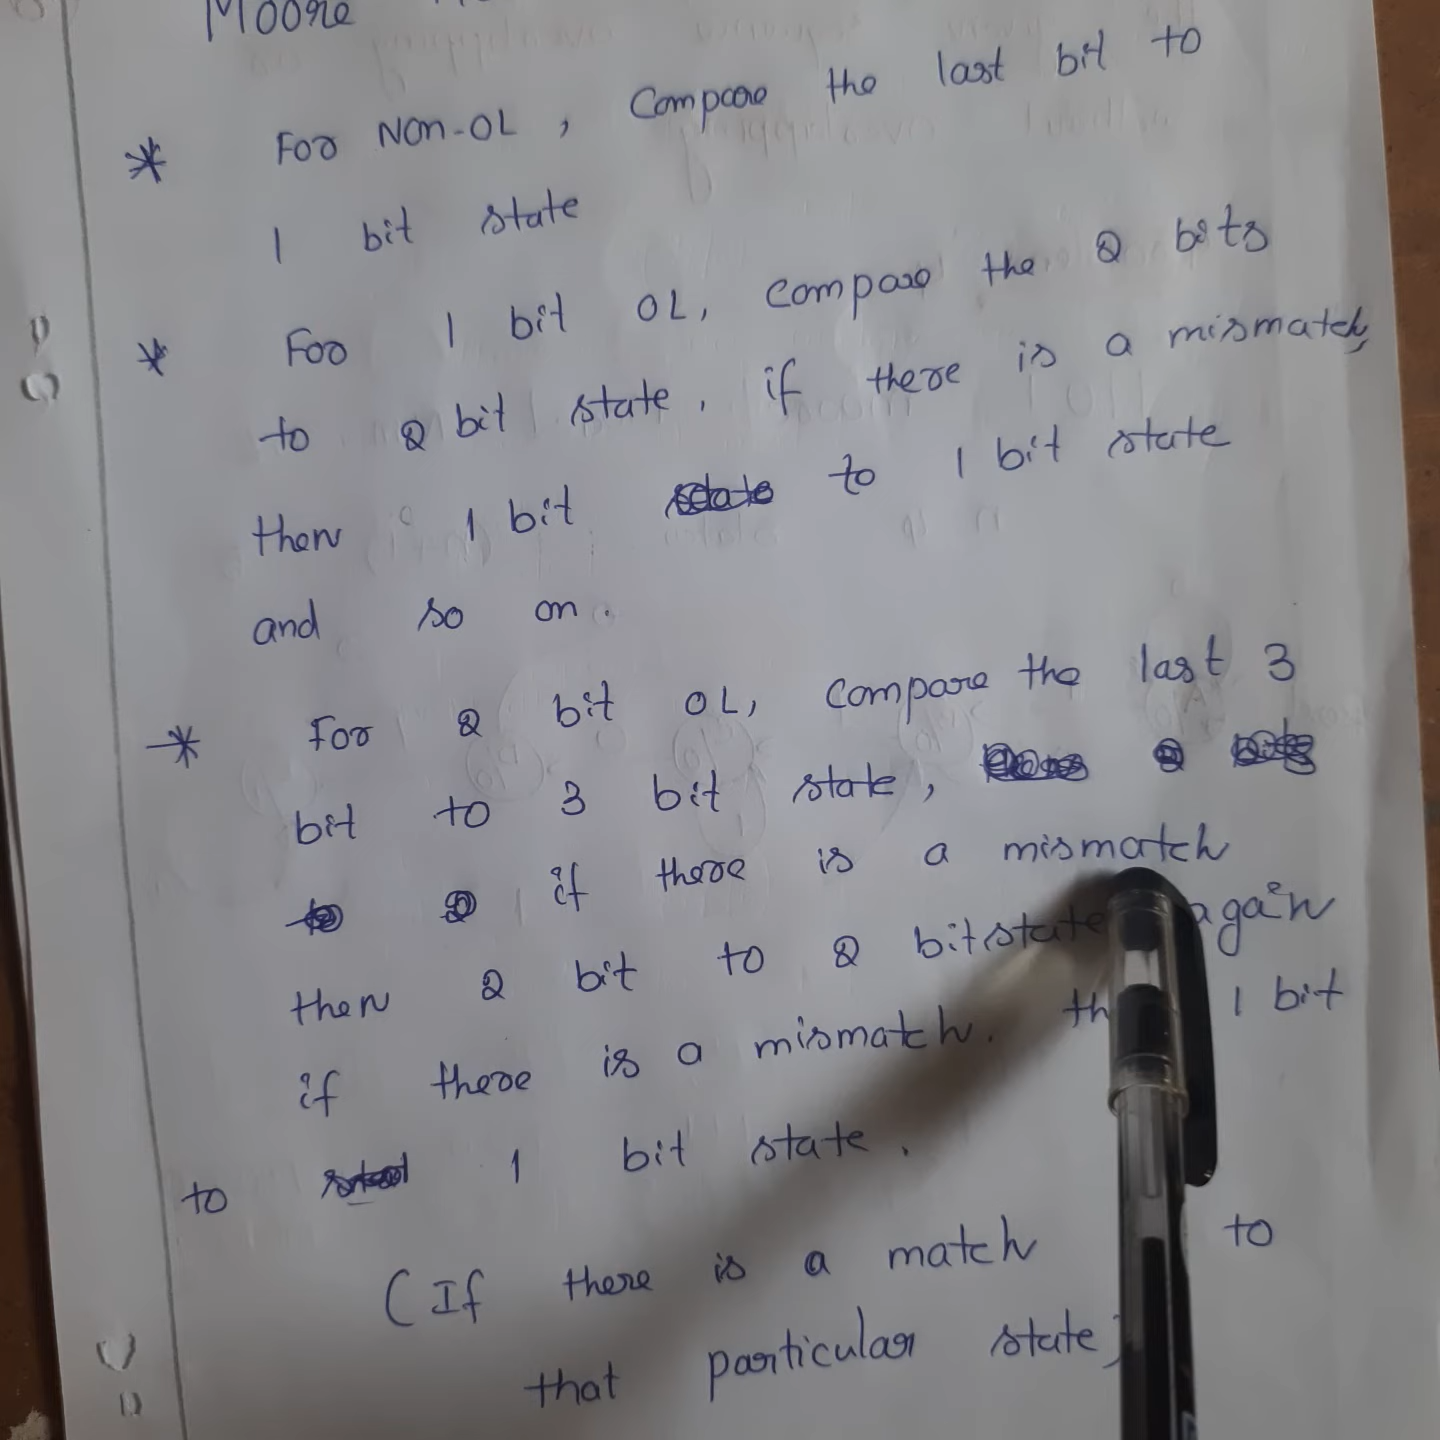 Moore
* For Non-OL, Compare the last bit to
1 bit state
* For 1 bit OL, compare the 2 bits
to 2 bit state, if there is a mismatch,
then 1 bit to 1 bit state
and so on.
* For 2 bit OL, compare the last 3
bit to 3 bit state,
if there is a mismatch
then 2 bit to 2 bit state again
if there is a mismatch. 1 bit
to 1 bit state.
(If there is a match to
that particular state)